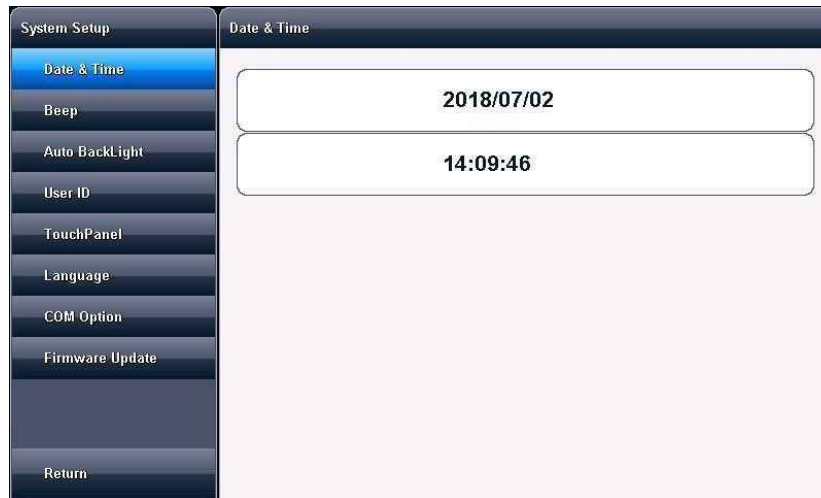 System Setup
Date & Time
Beep
Auto BackLight
User ID
TouchPanel
Language
COM Option
Firmware Update
Return
Date & Time
2018/07/02
14:09:46